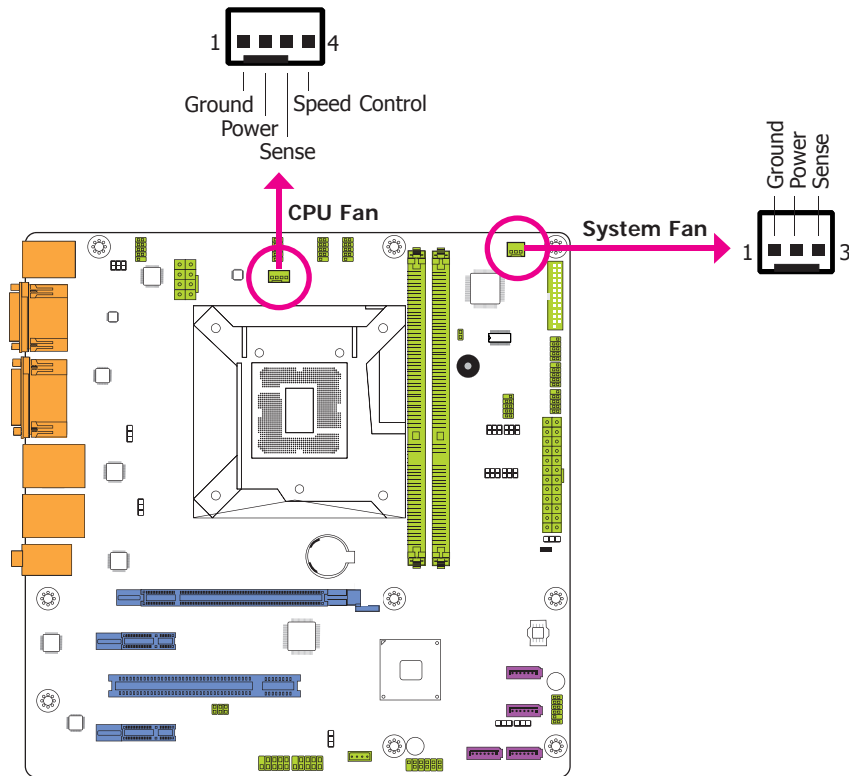 1 4
Ground Speed Control
Power
Sense
CPU Fan
System Fan
Ground
Power
Sense
1 3